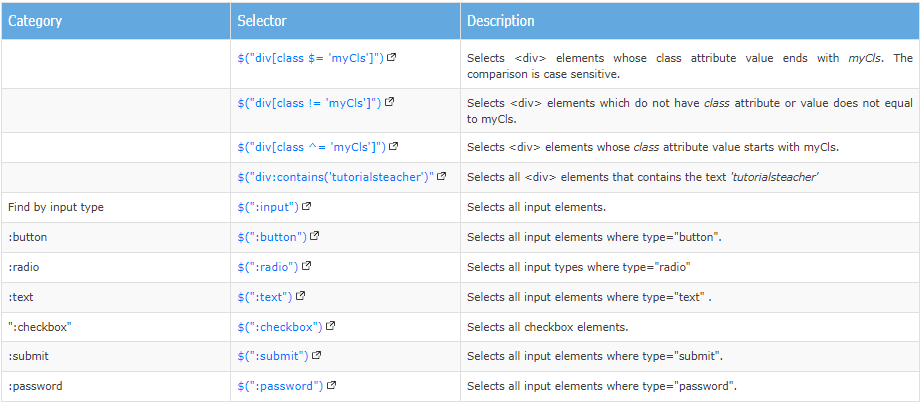 Category Selector Description
$("div[class $= 'myCls']") Selects <div> elements whose class attribute value ends with myCls. The
comparison is case sensitive.
$("div[class != 'myCls']") Selects <div> elements which do not have class attribute or value does not equal
to myCls.
$("div[class ^= 'myCls']") Selects <div> elements whose class attribute value starts with myCls.
$("div:contains('tutorialsteacher')" Selects all <div> elements that contains the text 'tutorialsteacher'
Find by input type $(":input") Selects all input elements.
:button $(":button") Selects all input elements where type="button".
:radio $(":radio") Selects all input types where type="radio"
:text $(":text") Selects all input elements where type="text" .
":checkbox" $(":checkbox") Selects all checkbox elements.
:submit $(":submit") Selects all input elements where type="submit".
:password $(":password") Selects all input elements where type="password".